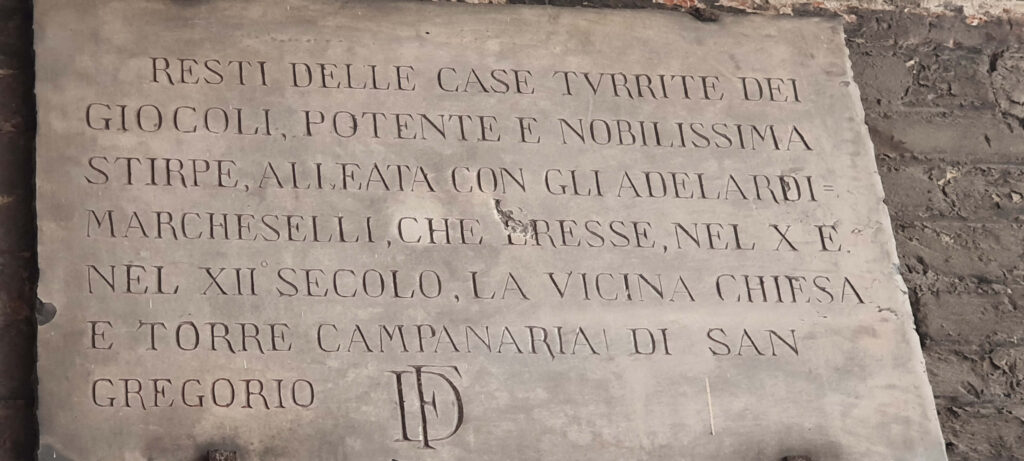 RESTI DELLE CASE TVRRITE DEI
GIOCOLI, POTENTE E NOBILISSIMA
STIRPE, ALLEATA CON GLI ADELARDI=
MARCHESELLI, CHE ERESSE, NEL X E
NEL XII° SECOLO, LA VICINA CHIESA
E TORRE CAMPANARIA DI SAN
GREGORIO